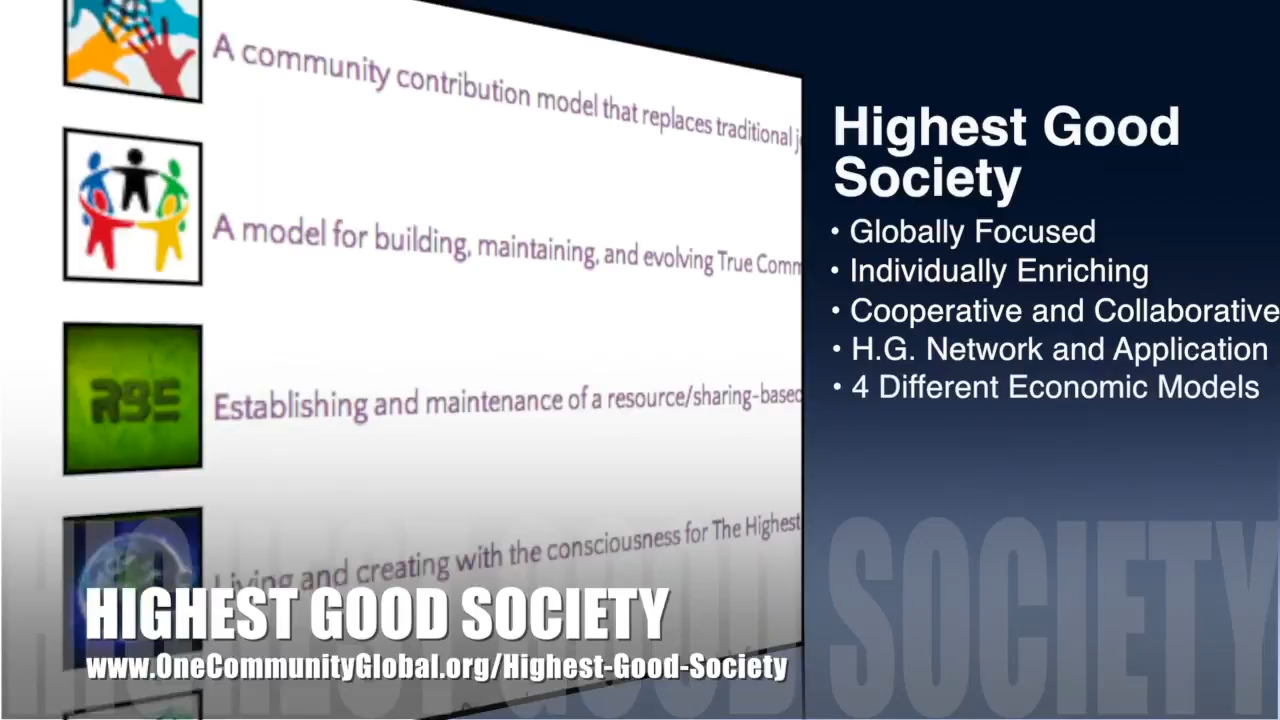 A community contribution model that replaces traditional
A model for building, maintaining, and evolving True
RBE
Establishing and maintenance of a resource/sharing-based
Living and creating with the consciousness for The Highest
Highest Good
Society
• Globally Focused
• Individually Enriching
• Cooperative and Collaborative
• H.G. Network and Application
• 4 Different Economic Models
HIGHEST GOOD SOCIETY
HIGHEST GOOD SOCIETY
www.OneCommunityGlobal.org/Highest-Good-Society